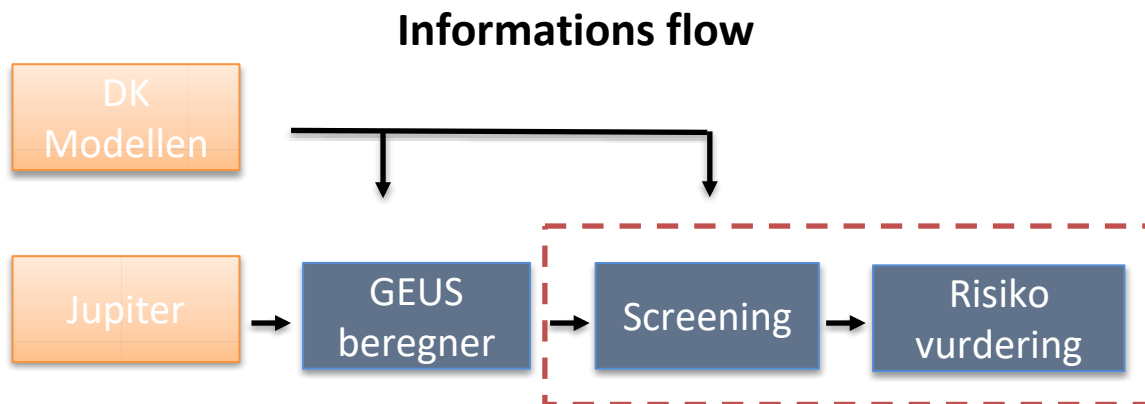 Informations flow
DK
Modellen
Jupiter
GEUS
beregner
Screening
Risiko
vurdering